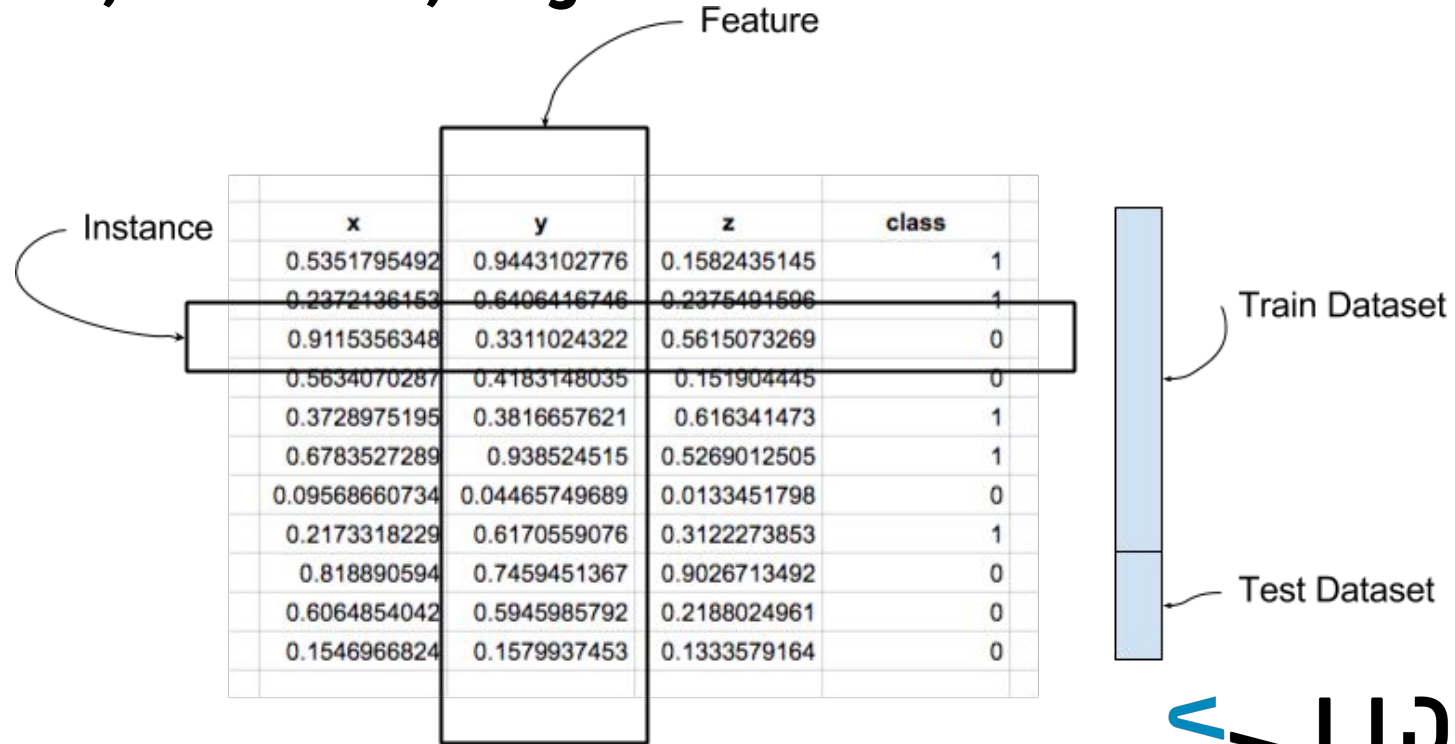 Feature
Instance
x y z class
0.5351795492 0.9443102776 0.1582435145 1
0.2372136153 0.6406416746 0.2375491596 1
0.9115356348 0.3311024322 0.5615073269 0
0.5634070287 0.4183148035 0.151904445 0
0.3728975195 0.3816657621 0.616341473 1
0.6783527289 0.938524515 0.5269012505 1
0.09568660734 0.04465749689 0.0133451798 0
0.2173318229 0.6170559076 0.3122273853 1
0.818890594 0.7459451367 0.9026713492 0
0.6064854042 0.5945985792 0.2188024961 0
0.1546966824 0.1579937453 0.1333579164 0
Train Dataset
Test Dataset